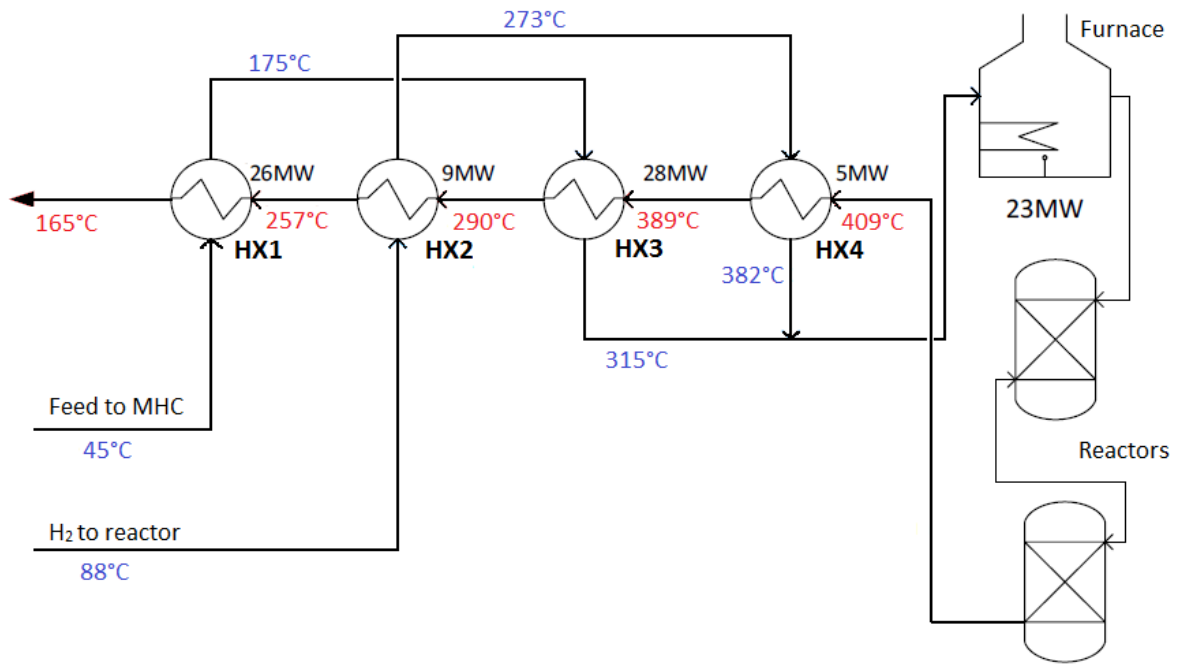 273°C
Furnace
175°C
26MW
9MW
28MW
5MW
165°C
257°C
290°C
389°C
409°C
23MW
HX1
HX2
HX3
HX4
382°C
315°C
Feed to MHC
45°C
Reactors
H₂ to reactor
88°C